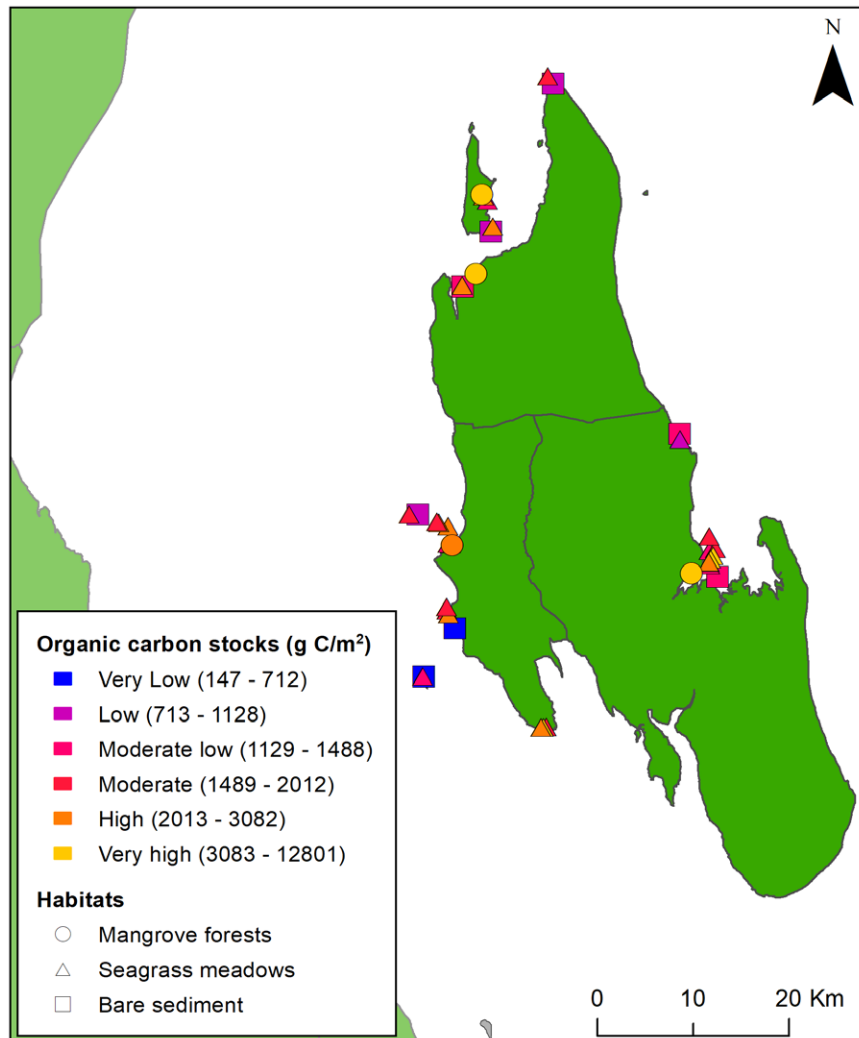 N
Organic carbon stocks (g C/m²)
Very Low (147 - 712)
Low (713 - 1128)
Moderate low (1129 - 1488)
Moderate (1489 - 2012)
High (2013 - 3082)
Very high (3083 - 12801)
Habitats
Mangrove forests
Seagrass meadows
Bare sediment
0 10 20 Km